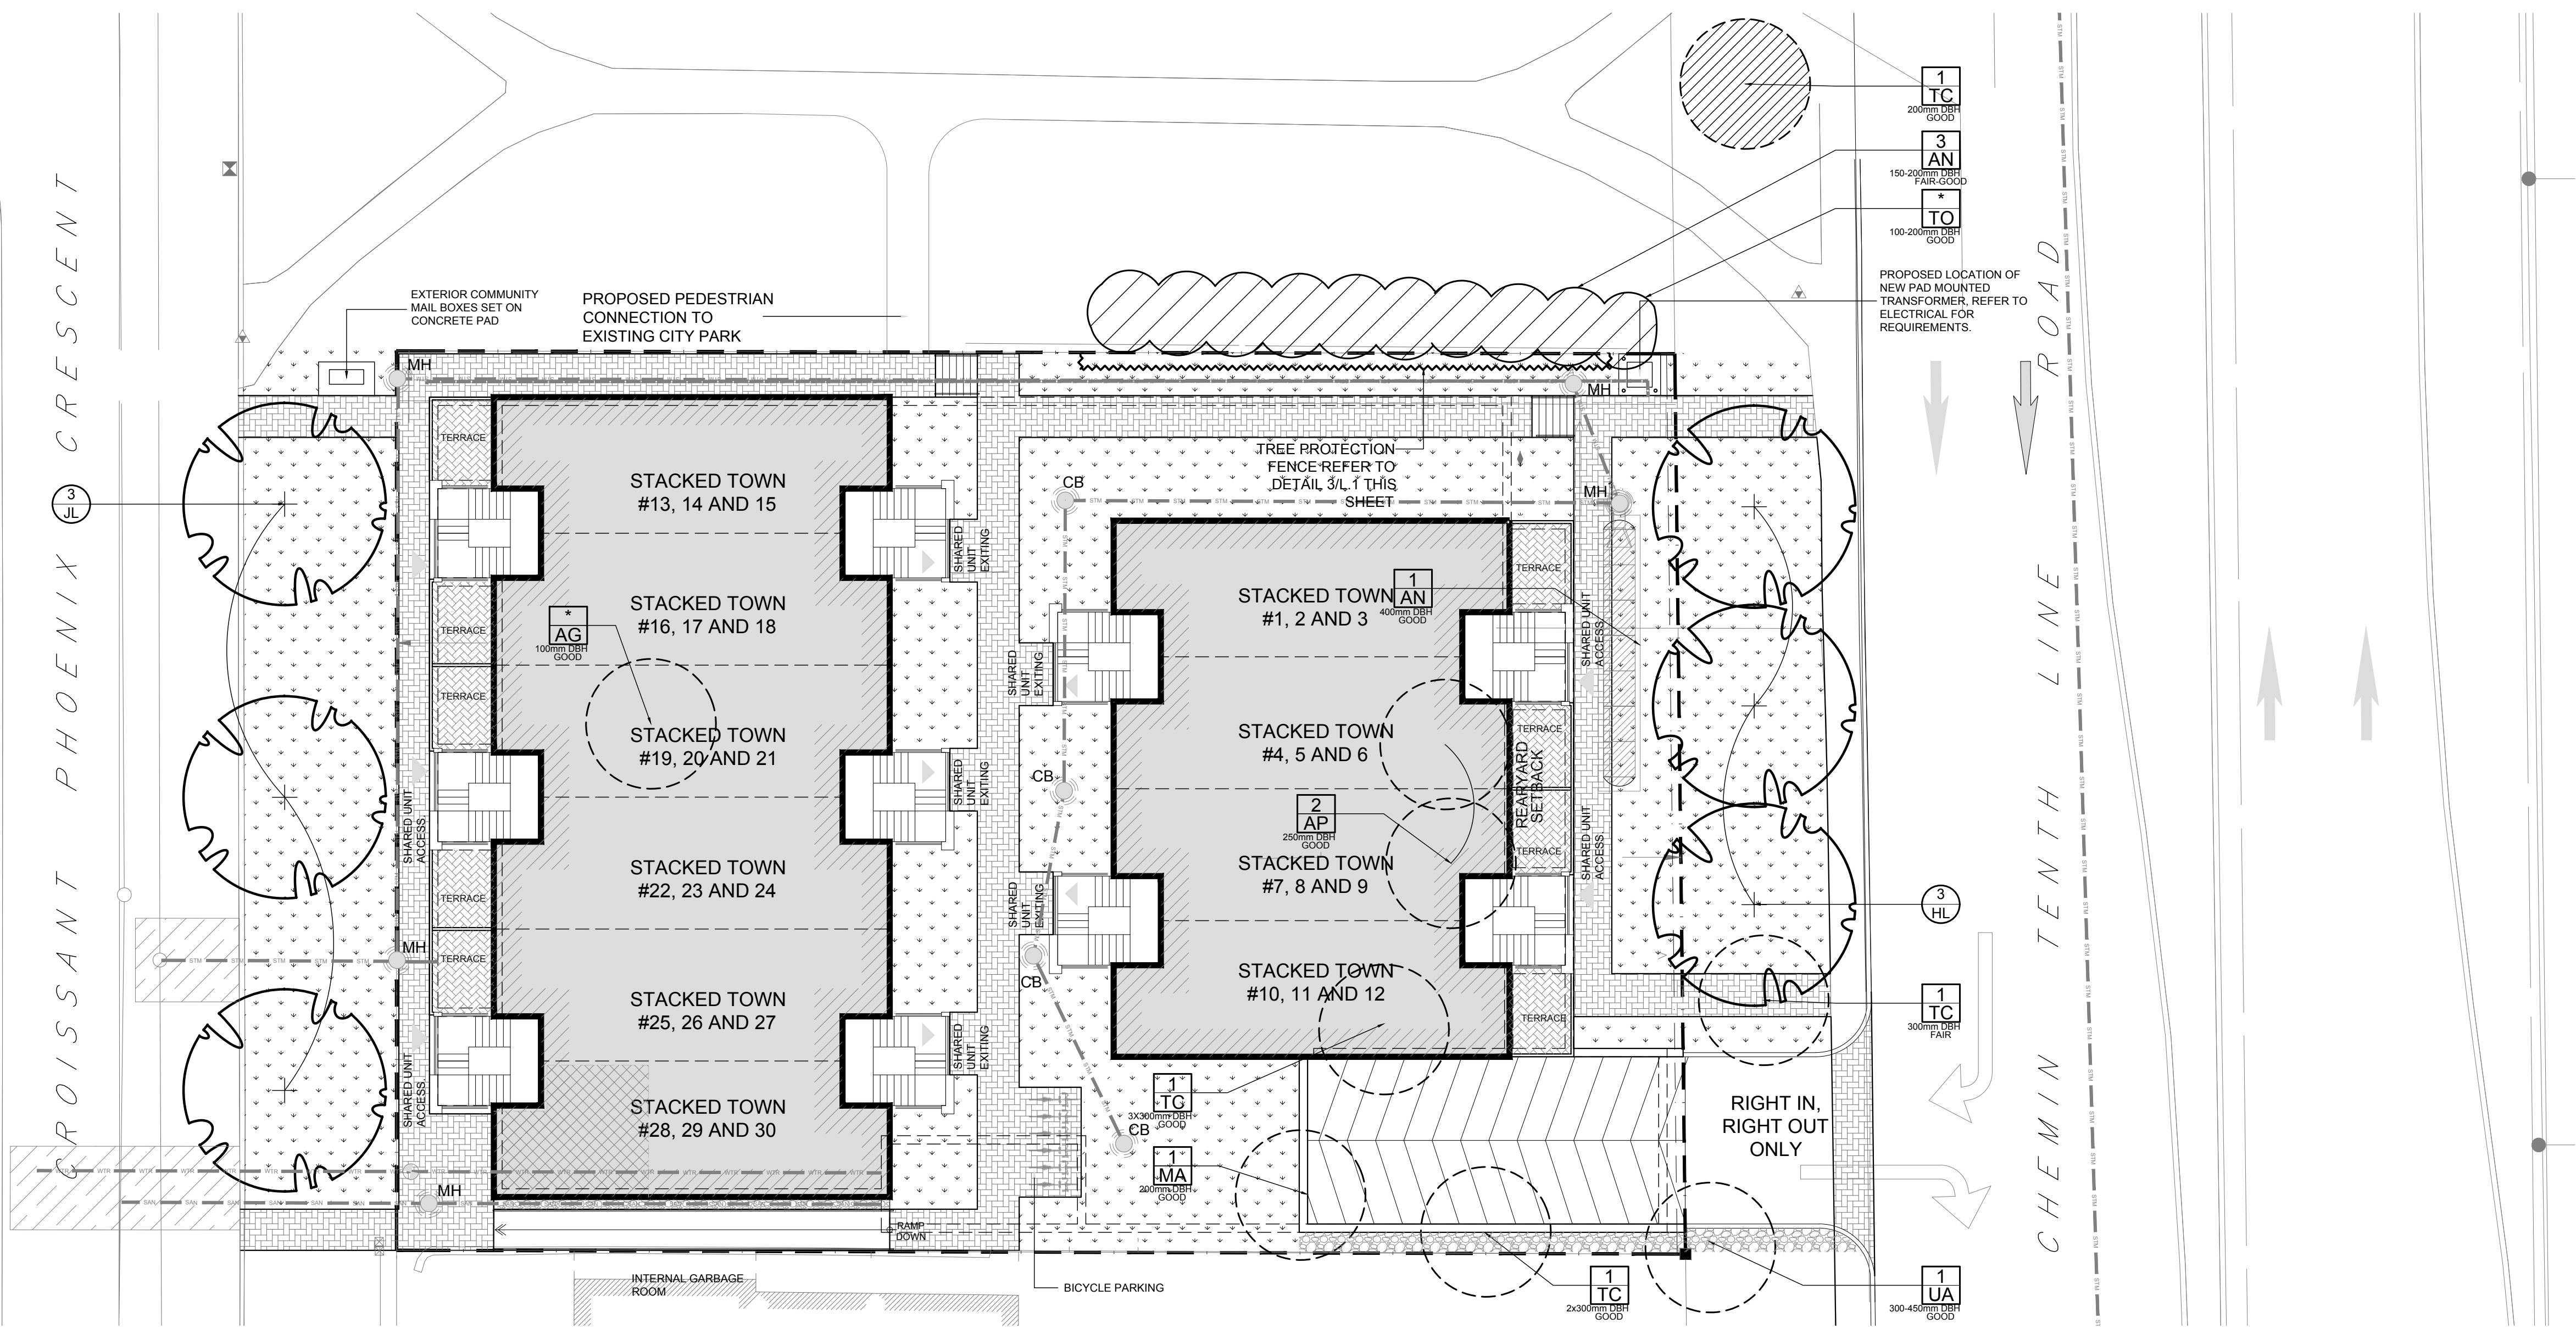 1
TC
200mm DBH
GOOD
3
AN
150-200mm DBH
FAIR-GOOD
*
TO
100-200mm DBH
GOOD
PROPOSED LOCATION OF
NEW PAD MOUNTED
TRANSFORMER, REFER TO
ELECTRICAL FOR
REQUIREMENTS.
EXTERIOR COMMUNITY
MAIL BOXES SET ON
CONCRETE PAD
PROPOSED PEDESTRIAN
CONNECTION TO
EXISTING CITY PARK
CROISSANT PHOENIX CRESCENT
CHEMIN TENTH LINE ROAD
MH
MH
MH
MH
MH
CB
CB
CB
CB
3
JL
TERRACE
TERRACE
TERRACE
TERRACE
TERRACE
STACKED TOWN
#13, 14 AND 15
STACKED TOWN
#16, 17 AND 18
STACKED TOWN
#19, 20 AND 21
STACKED TOWN
#22, 23 AND 24
STACKED TOWN
#25, 26 AND 27
STACKED TOWN
#28, 29 AND 30
*
AG
100mm DBH
GOOD
SHARED UNIT
ACCESS.
SHARED UNIT
ACCESS.
SHARED
UNIT
EXITING
SHARED
UNIT
EXITING
SHARED
UNIT
EXITING
TREE PROTECTION
FENCE REFER TO
DETAIL 3/L.1 THIS
SHEET
STACKED TOWN
#1, 2 AND 3
STACKED TOWN
#4, 5 AND 6
STACKED TOWN
#7, 8 AND 9
STACKED TOWN
#10, 11 AND 12
1
AN
400mm DBH
GOOD
2
AP
250mm DBH
GOOD
SHARED
UNIT
EXITING
SHARED
UNIT
EXITING
TERRACE
TERRACE
TERRACE
TERRACE
REARYARD
SETBACK
SHARED UNIT
ACCESS
SHARED UNIT
ACCESS
3
HL
1
TC
300mm DBH
FAIR
1
TC
3X300mm DBH
GOOD
1
MA
200mm DBH
GOOD
RIGHT IN,
RIGHT OUT
ONLY
RAMP
DOWN
INTERNAL GARBAGE
ROOM
BICYCLE PARKING
1
TC
2x300mm DBH
GOOD
1
UA
300-450mm DBH
GOOD